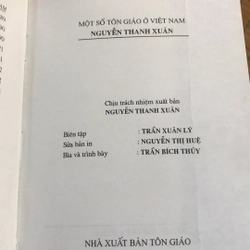 MỘT SỐ TÔN GIÁO Ở VIỆT NAM
NGUYỄN THANH XUÂN
Chịu trách nhiệm xuất bản
NGUYỄN THANH XUÂN
Biên tập : TRẦN XUÂN LÝ
Sửa bản in : NGUYỄN THỊ HUỆ
Bìa và trình bày : TRẦN BÍCH THỦY
NHÀ XUẤT BẢN TÔN GIÁO